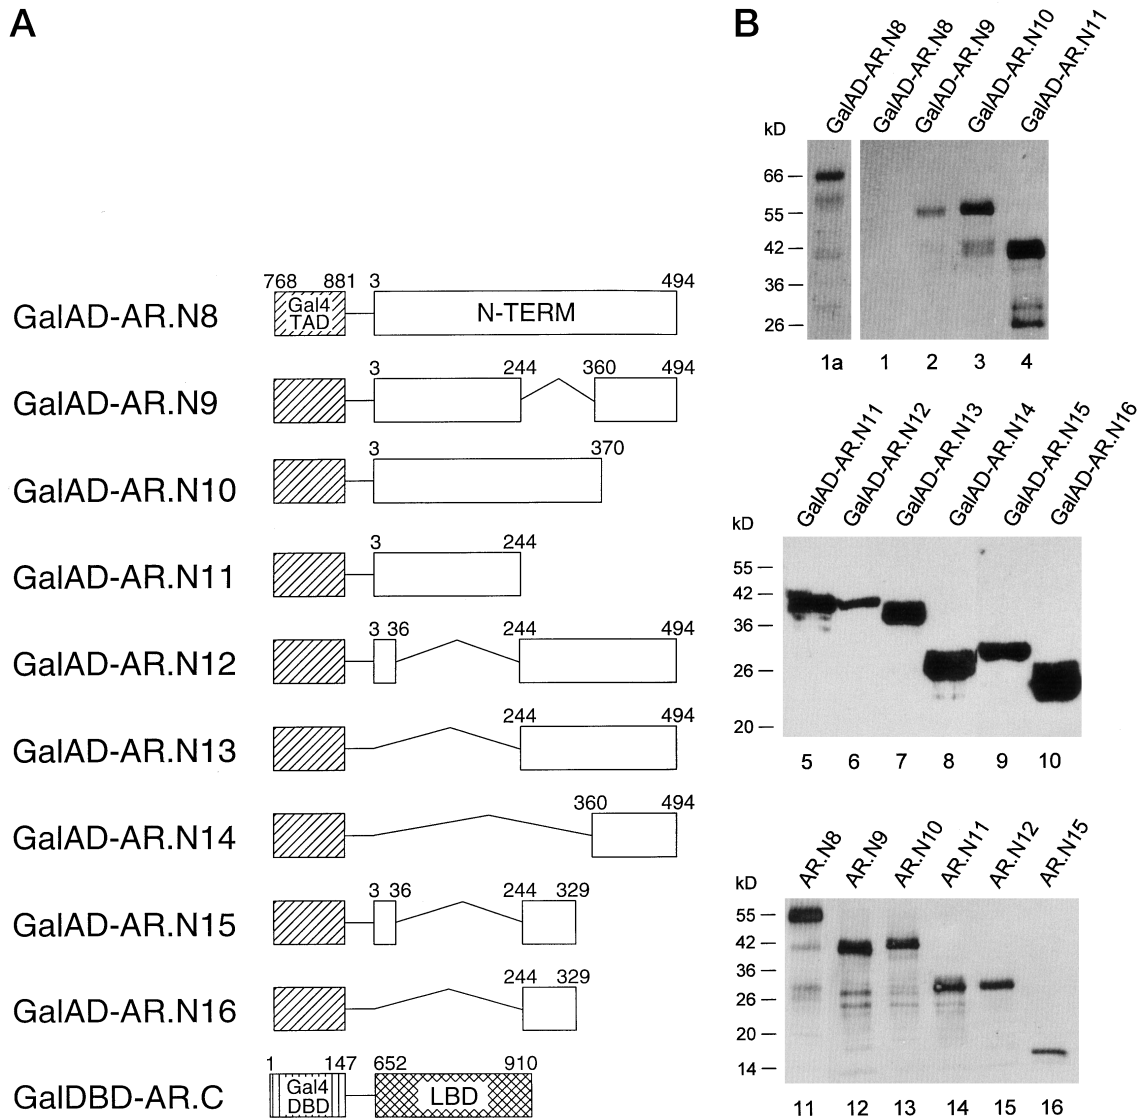 A
768 881 3 494
GalAD-AR.N8 Gal4 TAD N-TERM
3 244 360 494
GalAD-AR.N9
3 370
GalAD-AR.N10
3 244
GalAD-AR.N11
3 36 244 494
GalAD-AR.N12
244 494
GalAD-AR.N13
360 494
GalAD-AR.N14
3 36 244 329
GalAD-AR.N15
244 329
GalAD-AR.N16
1 147 652 910
GalDBD-AR.C Gal4 DBD LBD
B
GalAD-AR.N8 GalAD-AR.N8 GalAD-AR.N9 GalAD-AR.N10 GalAD-AR.N11
kD
66
55
42
36
26
1a 1 2 3 4
GalAD-AR.N11 GalAD-AR.N12 GalAD-AR.N13 GalAD-AR.N14 GalAD-AR.N15 GalAD-AR.N16
kD
55
42
36
26
20
5 6 7 8 9 10
AR.N8 AR.N9 AR.N10 AR.N11 AR.N12 AR.N15
kD
55
42
36
26
20
14
11 12 13 14 15 16